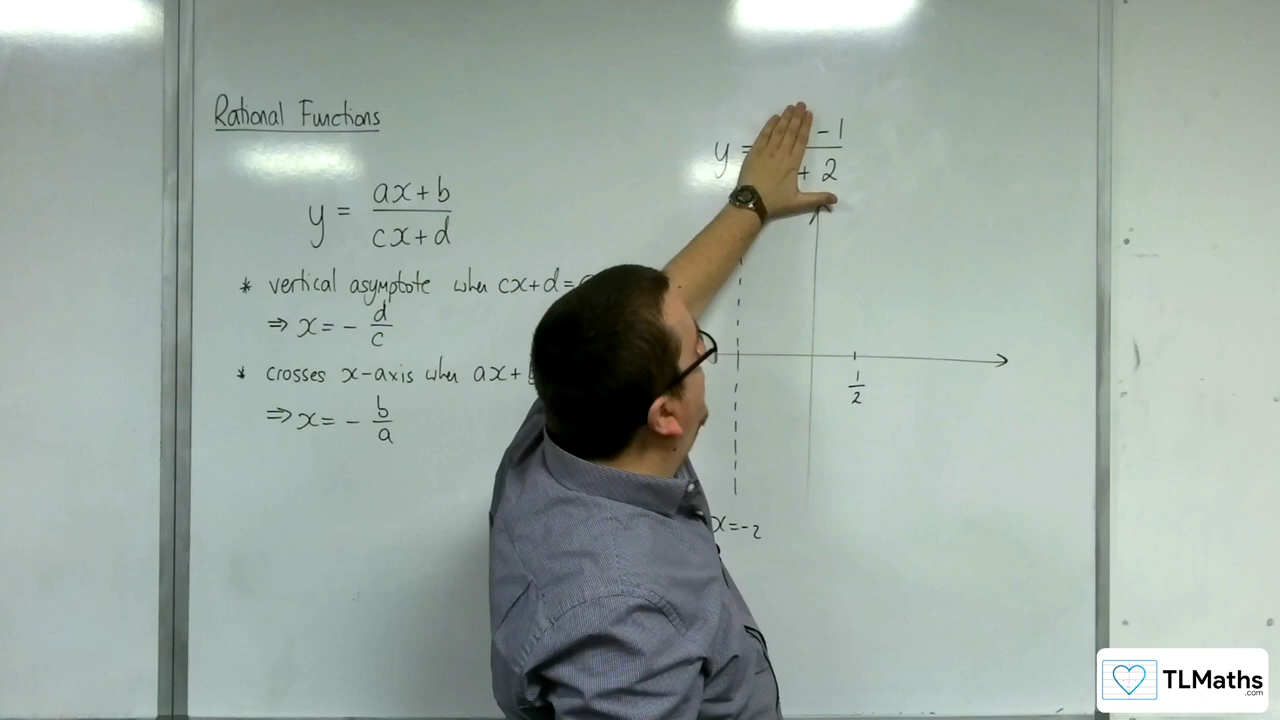 Rational Functions
y = ax+b / cx+d
* vertical asymptote when cx+d=
⇒ x = - d/c
* crosses x-axis when ax+
⇒ x = - b/a
y = -1 / + 2
1/2
x=-2
TLMaths
.com